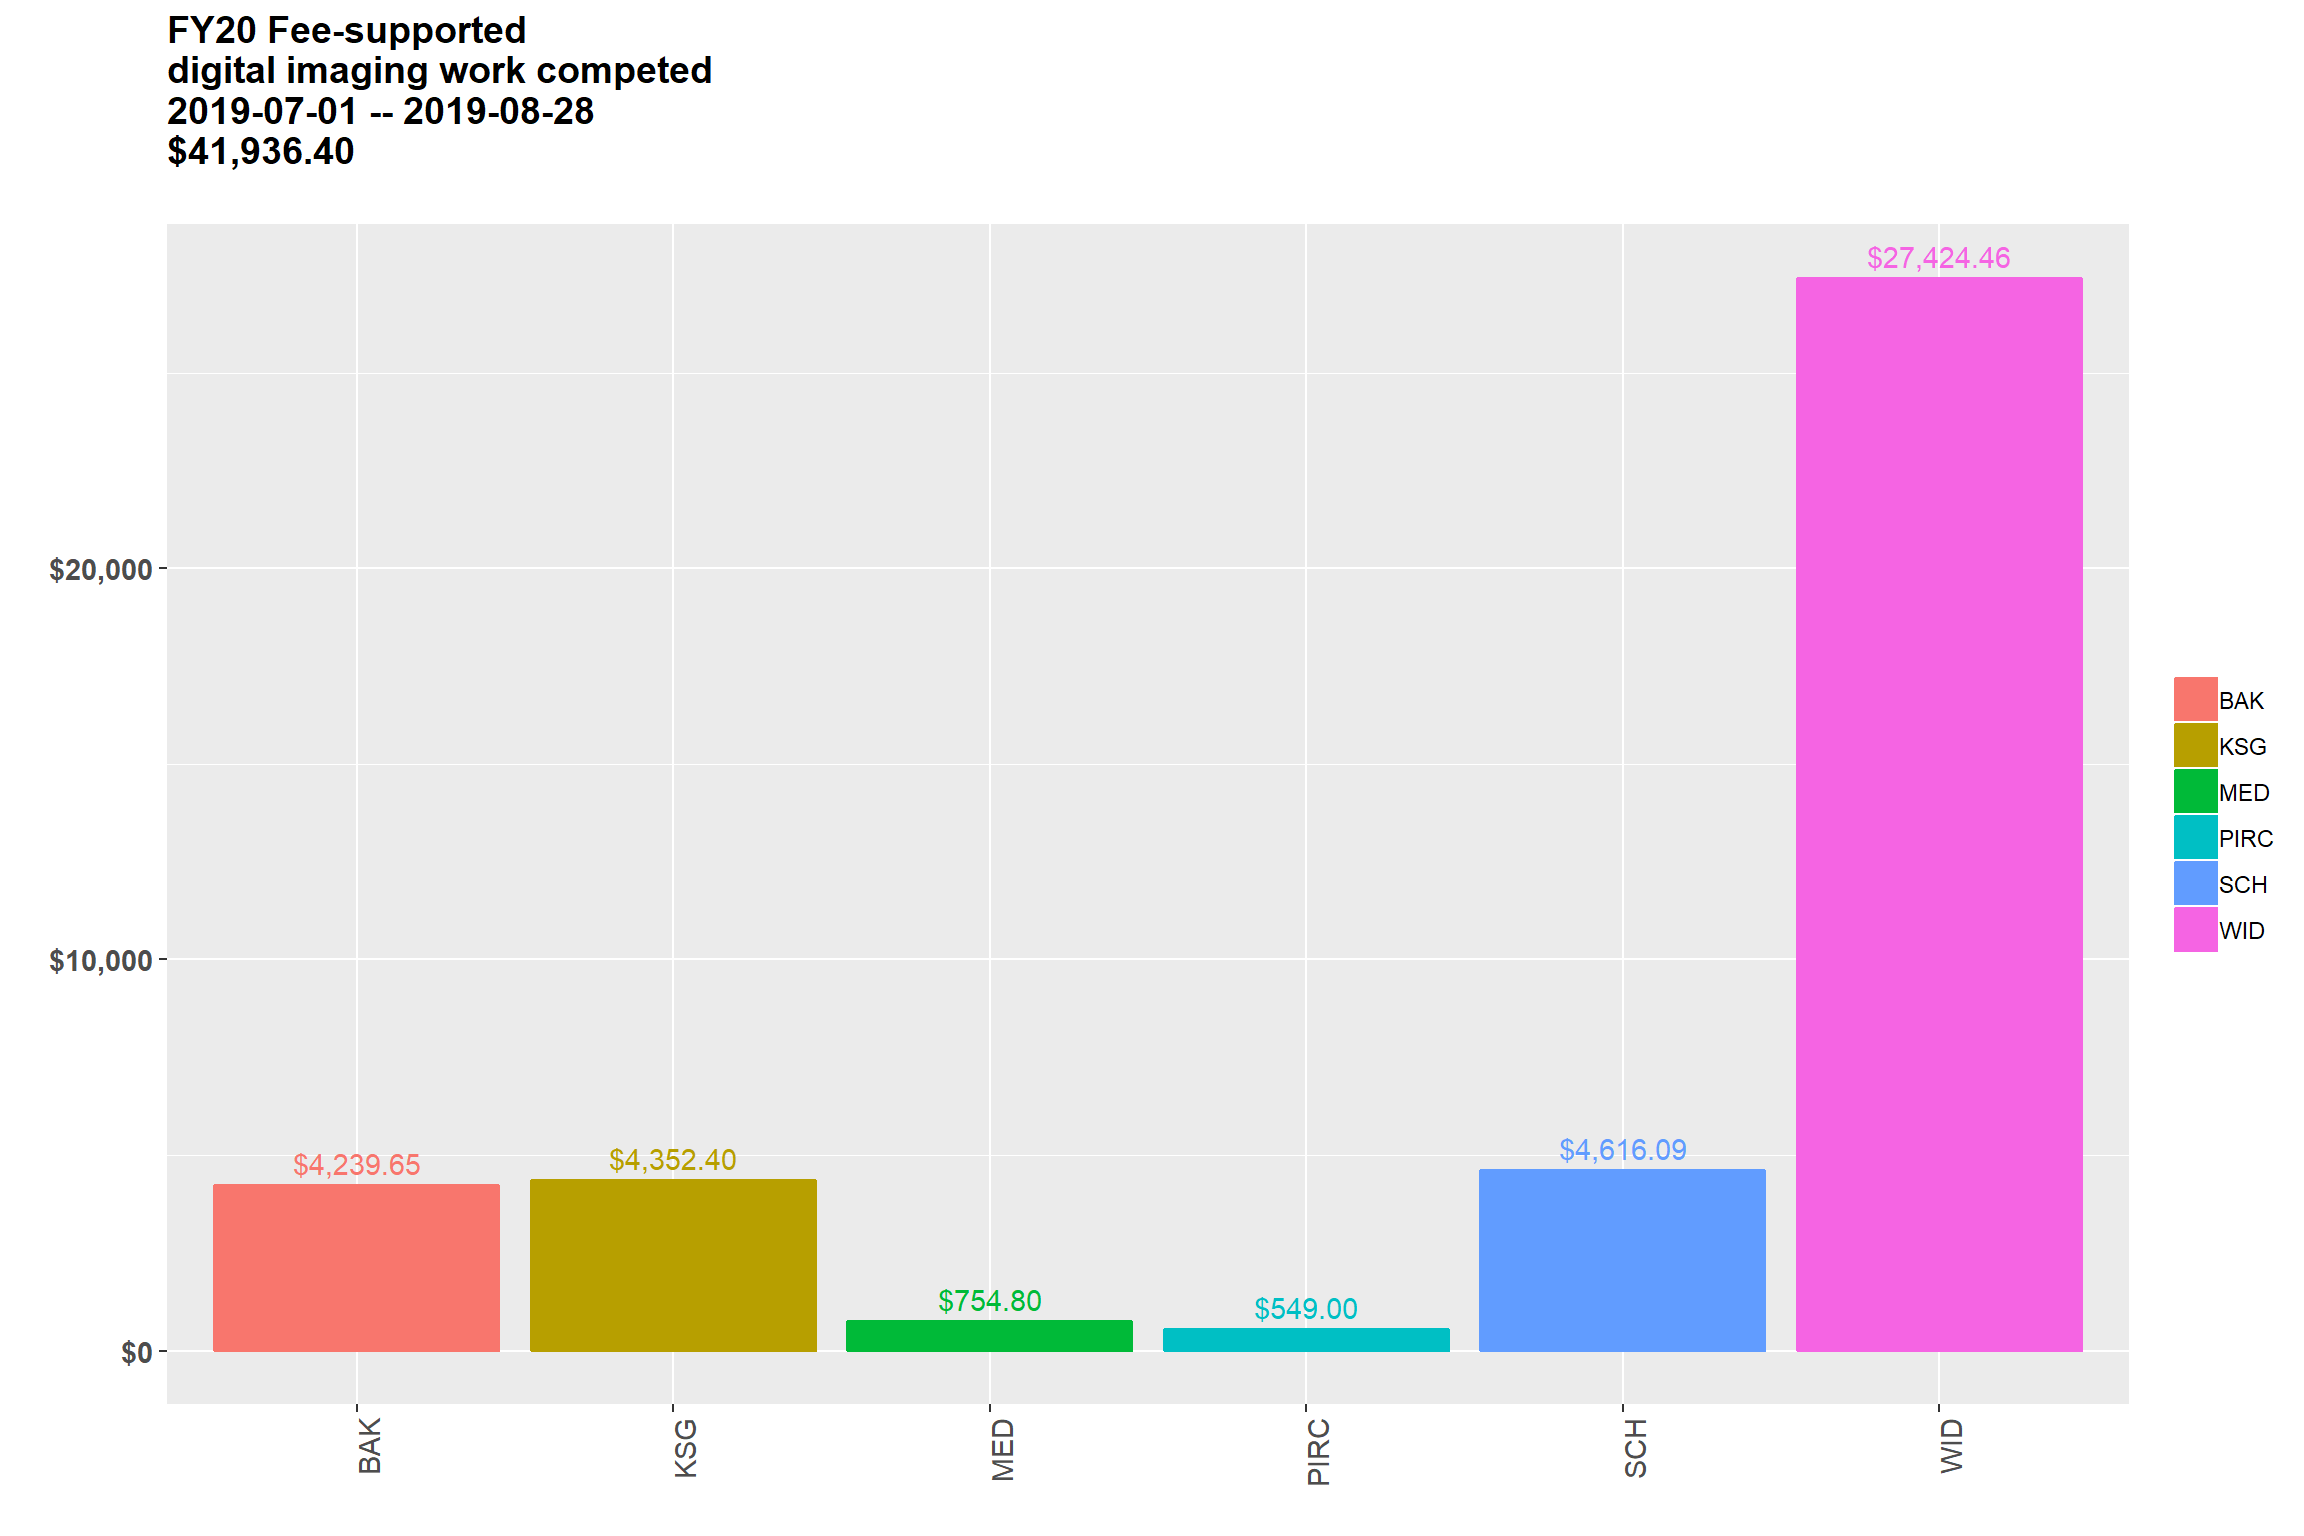 FY20 Fee-supported
digital imaging work competed
2019-07-01 -- 2019-08-28
$41,936.40
$27,424.46
$20,000
$10,000
$4,239.65
$4,352.40
$754.80
$549.00
$4,616.09
$0
BAK
KSG
MED
PIRC
SCH
WID
BAK
KSG
MED
PIRC
SCH
WID